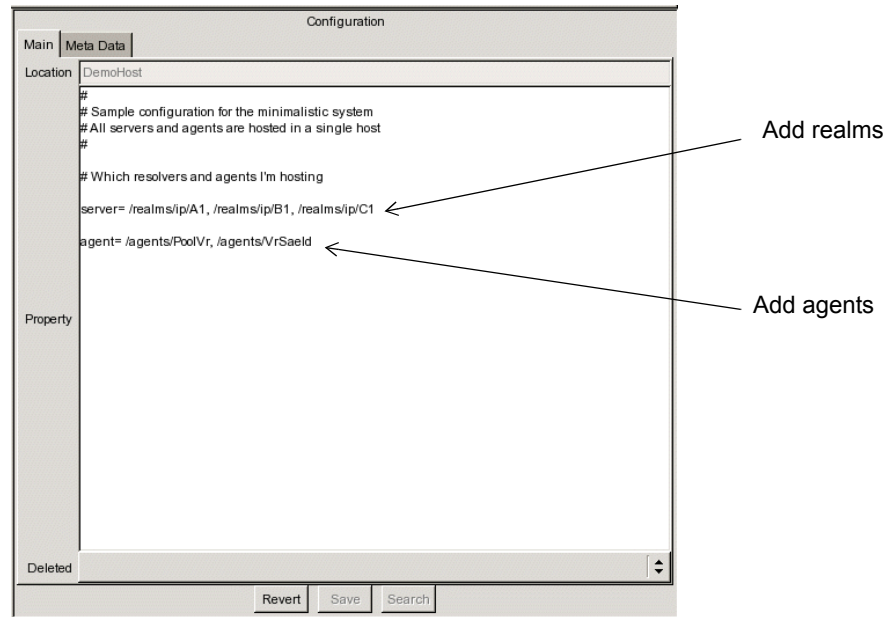 Configuration
Main Meta Data
Location DemoHost
#
# Sample configuration for the minimalistic system
# All servers and agents are hosted in a single host
#
# Which resolvers and agents I'm hosting
server= /realms/ip/A1, /realms/ip/B1, /realms/ip/C1
agent= /agents/PoolVr, /agents/VrSaeId
Property
Deleted
Revert Save Search
Add realms
Add agents